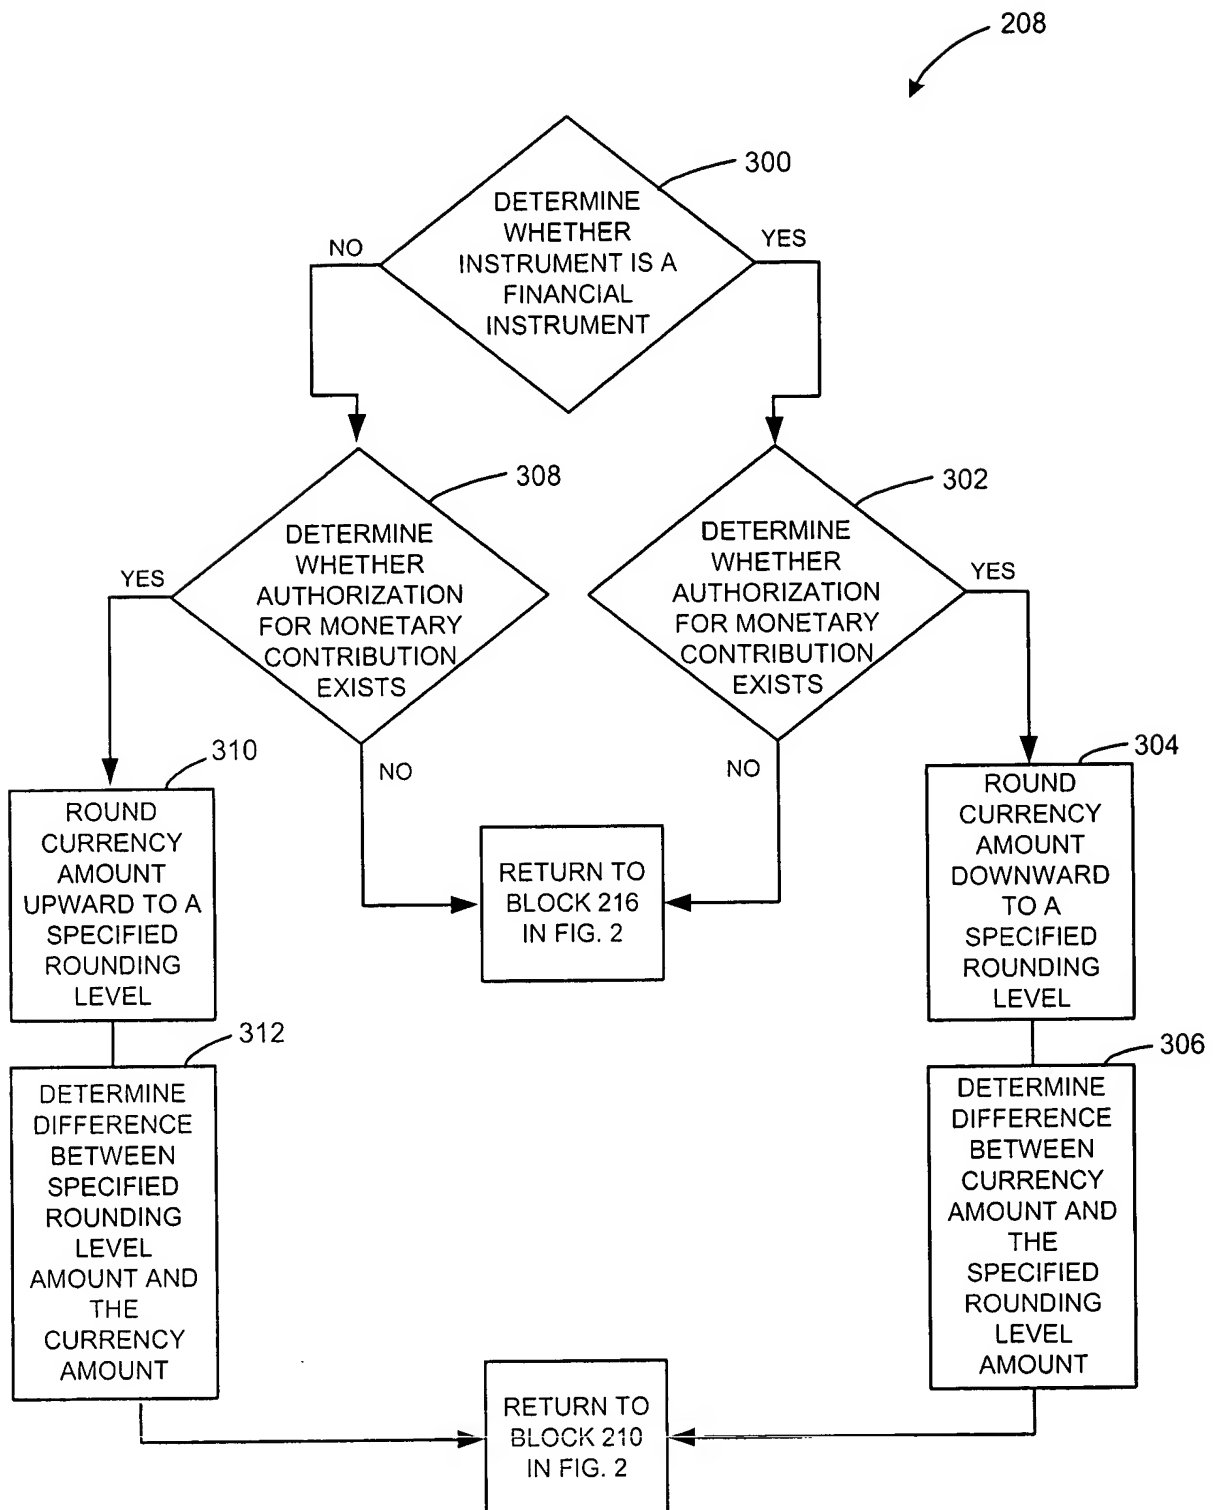 208
300
DETERMINE
WHETHER
INSTRUMENT IS A
FINANCIAL
INSTRUMENT
NO
YES
308
DETERMINE
WHETHER
AUTHORIZATION
FOR MONETARY
CONTRIBUTION
EXISTS
YES
NO
302
DETERMINE
WHETHER
AUTHORIZATION
FOR MONETARY
CONTRIBUTION
EXISTS
YES
NO
310
ROUND
CURRENCY
AMOUNT
UPWARD TO A
SPECIFIED
ROUNDING
LEVEL
RETURN TO
BLOCK 216
IN FIG. 2
304
ROUND
CURRENCY
AMOUNT
DOWNWARD
TO A
SPECIFIED
ROUNDING
LEVEL
312
DETERMINE
DIFFERENCE
BETWEEN
SPECIFIED
ROUNDING
LEVEL
AMOUNT AND
THE
CURRENCY
AMOUNT
306
DETERMINE
DIFFERENCE
BETWEEN
CURRENCY
AMOUNT AND
THE
SPECIFIED
ROUNDING
LEVEL
AMOUNT
RETURN TO
BLOCK 210
IN FIG. 2